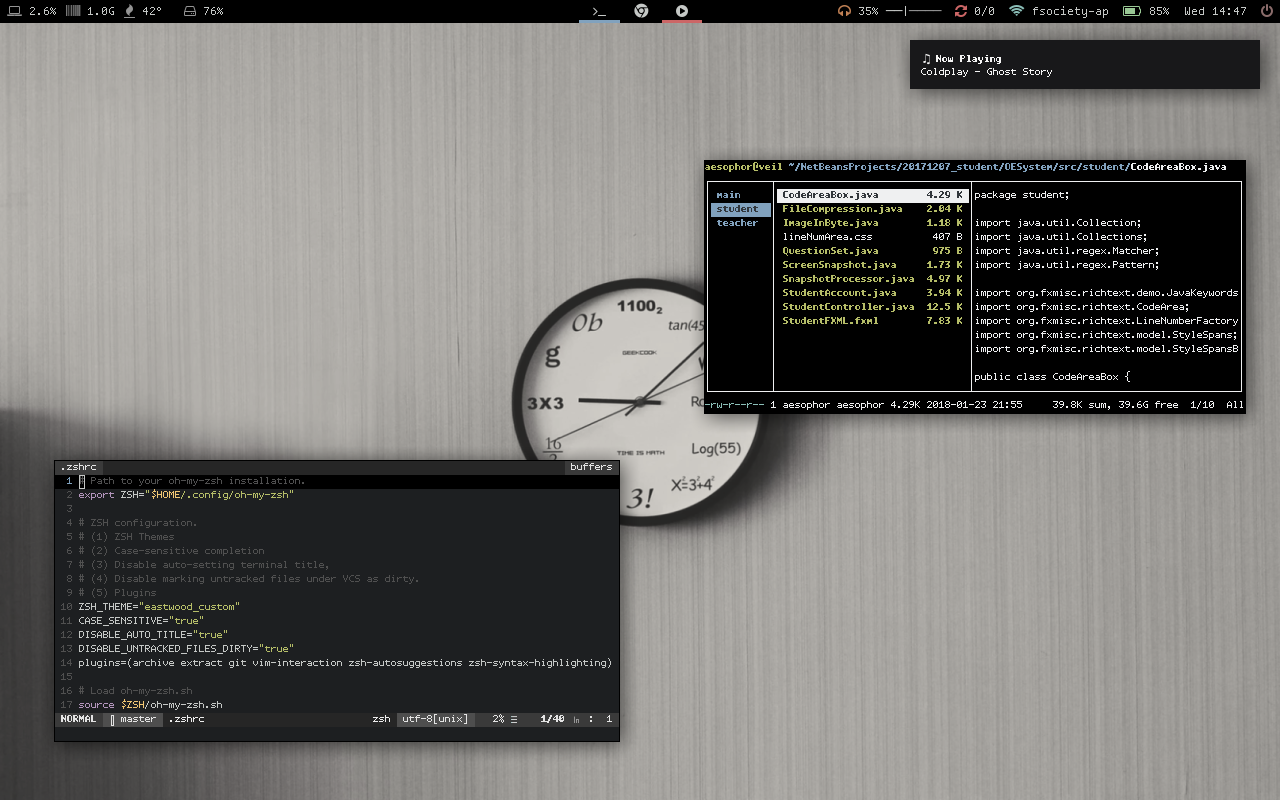 2.6% 1.0G 42° 76% >_ 35% 0/0 fsociety-ap 85% Wed 14:47
♫ Now Playing
Coldplay - Ghost Story
aesophor@veil ~/NetBeansProjects/20171207_student/OESystem/src/student/CodeAreaBox.java
main CodeAreaBox.java 4.29 K package student;
student FileCompression.java 2.04 K
teacher ImageInByte.java 1.18 K import java.util.Collection;
lineNumArea.css 407 B import java.util.Collections;
QuestionSet.java 975 B import java.util.regex.Matcher;
ScreenSnapshot.java 1.73 K import java.util.regex.Pattern;
SnapshotProcessor.java 4.97 K
StudentAccount.java 3.94 K import org.fxmisc.richtext.demo.JavaKeywords
StudentController.java 12.5 K import org.fxmisc.richtext.CodeArea;
StudentFXML.fxml 7.83 K import org.fxmisc.richtext.LineNumberFactory
import org.fxmisc.richtext.model.StyleSpans;
import org.fxmisc.richtext.model.StyleSpansB
public class CodeAreaBox {
-rw-r--r-- 1 aesophor aesophor 4.29K 2018-01-23 21:55 39.8K sum, 39.6G free 1/10 All
1100₂
0b
tan(45
g
GEEKCOOK
3X3
Ro
16
TIME IS MATH
Log(55)
X=3²+4²
3!
.zshrc buffers
1 # Path to your oh-my-zsh installation.
2 export ZSH="$HOME/.config/oh-my-zsh"
3
4 # ZSH configuration.
5 # (1) ZSH Themes
6 # (2) Case-sensitive completion
7 # (3) Disable auto-setting terminal title,
8 # (4) Disable marking untracked files under VCS as dirty.
9 # (5) Plugins
10 ZSH_THEME="eastwood_custom"
11 CASE_SENSITIVE="true"
12 DISABLE_AUTO_TITLE="true"
13 DISABLE_UNTRACKED_FILES_DIRTY="true"
14 plugins=(archive extract git vim-interaction zsh-autosuggestions zsh-syntax-highlighting)
15
16 # Load oh-my-zsh.sh
17 source $ZSH/oh-my-zsh.sh
NORMAL master .zshrc zsh utf-8[unix] 2% ☰ 1/40 ㏑ : 1